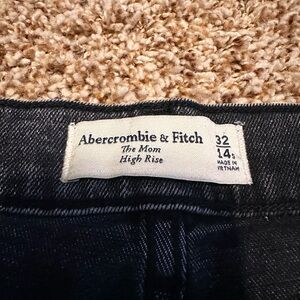 Abercrombie & Fitch
The Mom
High Rise
32
14s
MADE IN
VIETNAM